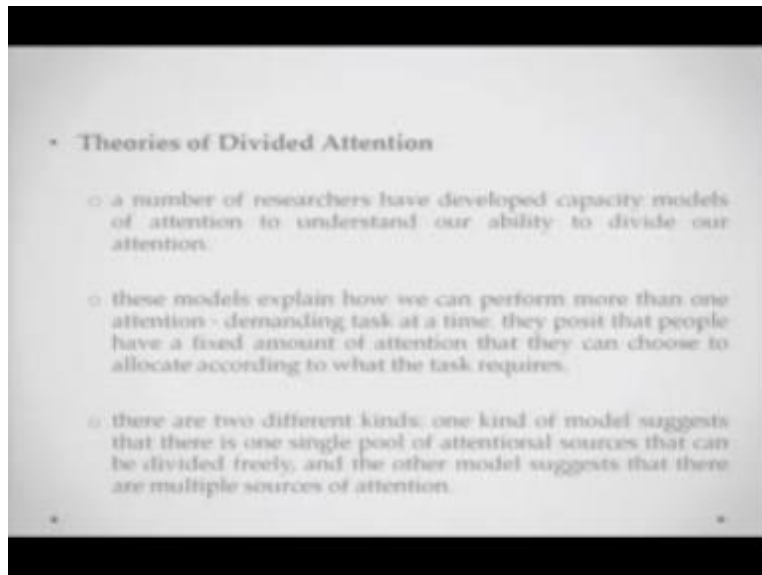 • Theories of Divided Attention
o a number of researchers have developed capacity models
of attention to understand our ability to divide our
attention.
o these models explain how we can perform more than one
attention - demanding task at a time. they posit that people
have a fixed amount of attention that they can choose to
allocate according to what the task requires.
o there are two different kinds: one kind of model suggests
that there is one single pool of attentional sources that can
be divided freely, and the other model suggests that there
are multiple sources of attention.